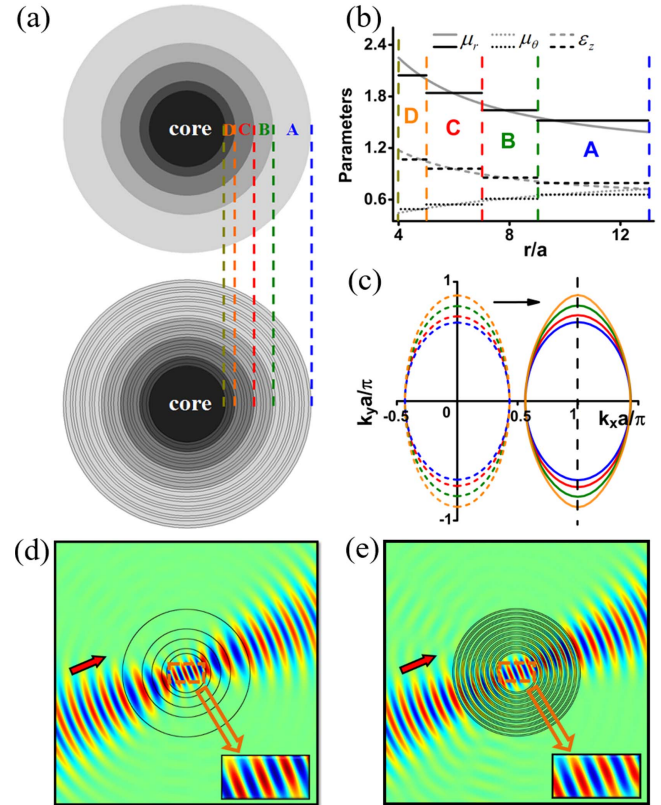 (a)
core
D C B A
core
(b)
μr μθ εz
2.4
1.8
1.2
0.6
Parameters
D
C
B
A
4 8 12
r/a
(c)
1
kya/π
-0.5 0 0.5 1 kxa/π
-1
(d)
(e)